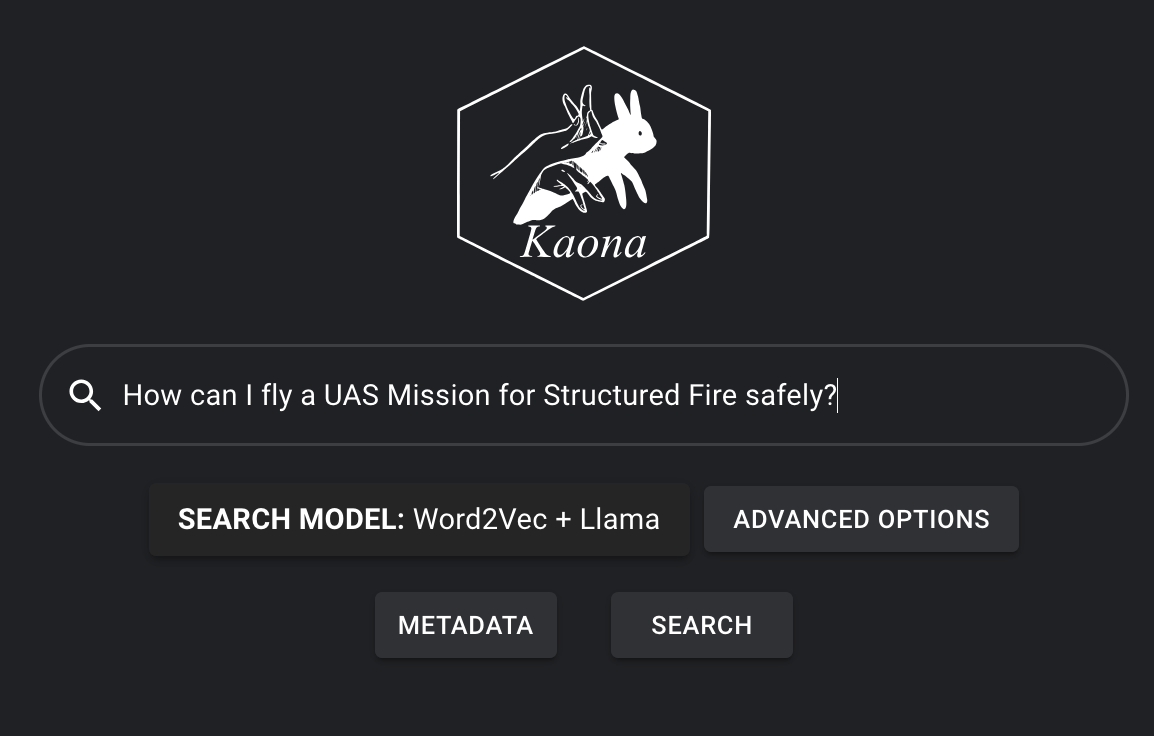 Kaona
How can I fly a UAS Mission for Structured Fire safely?
SEARCH MODEL: Word2Vec + Llama
ADVANCED OPTIONS
METADATA
SEARCH